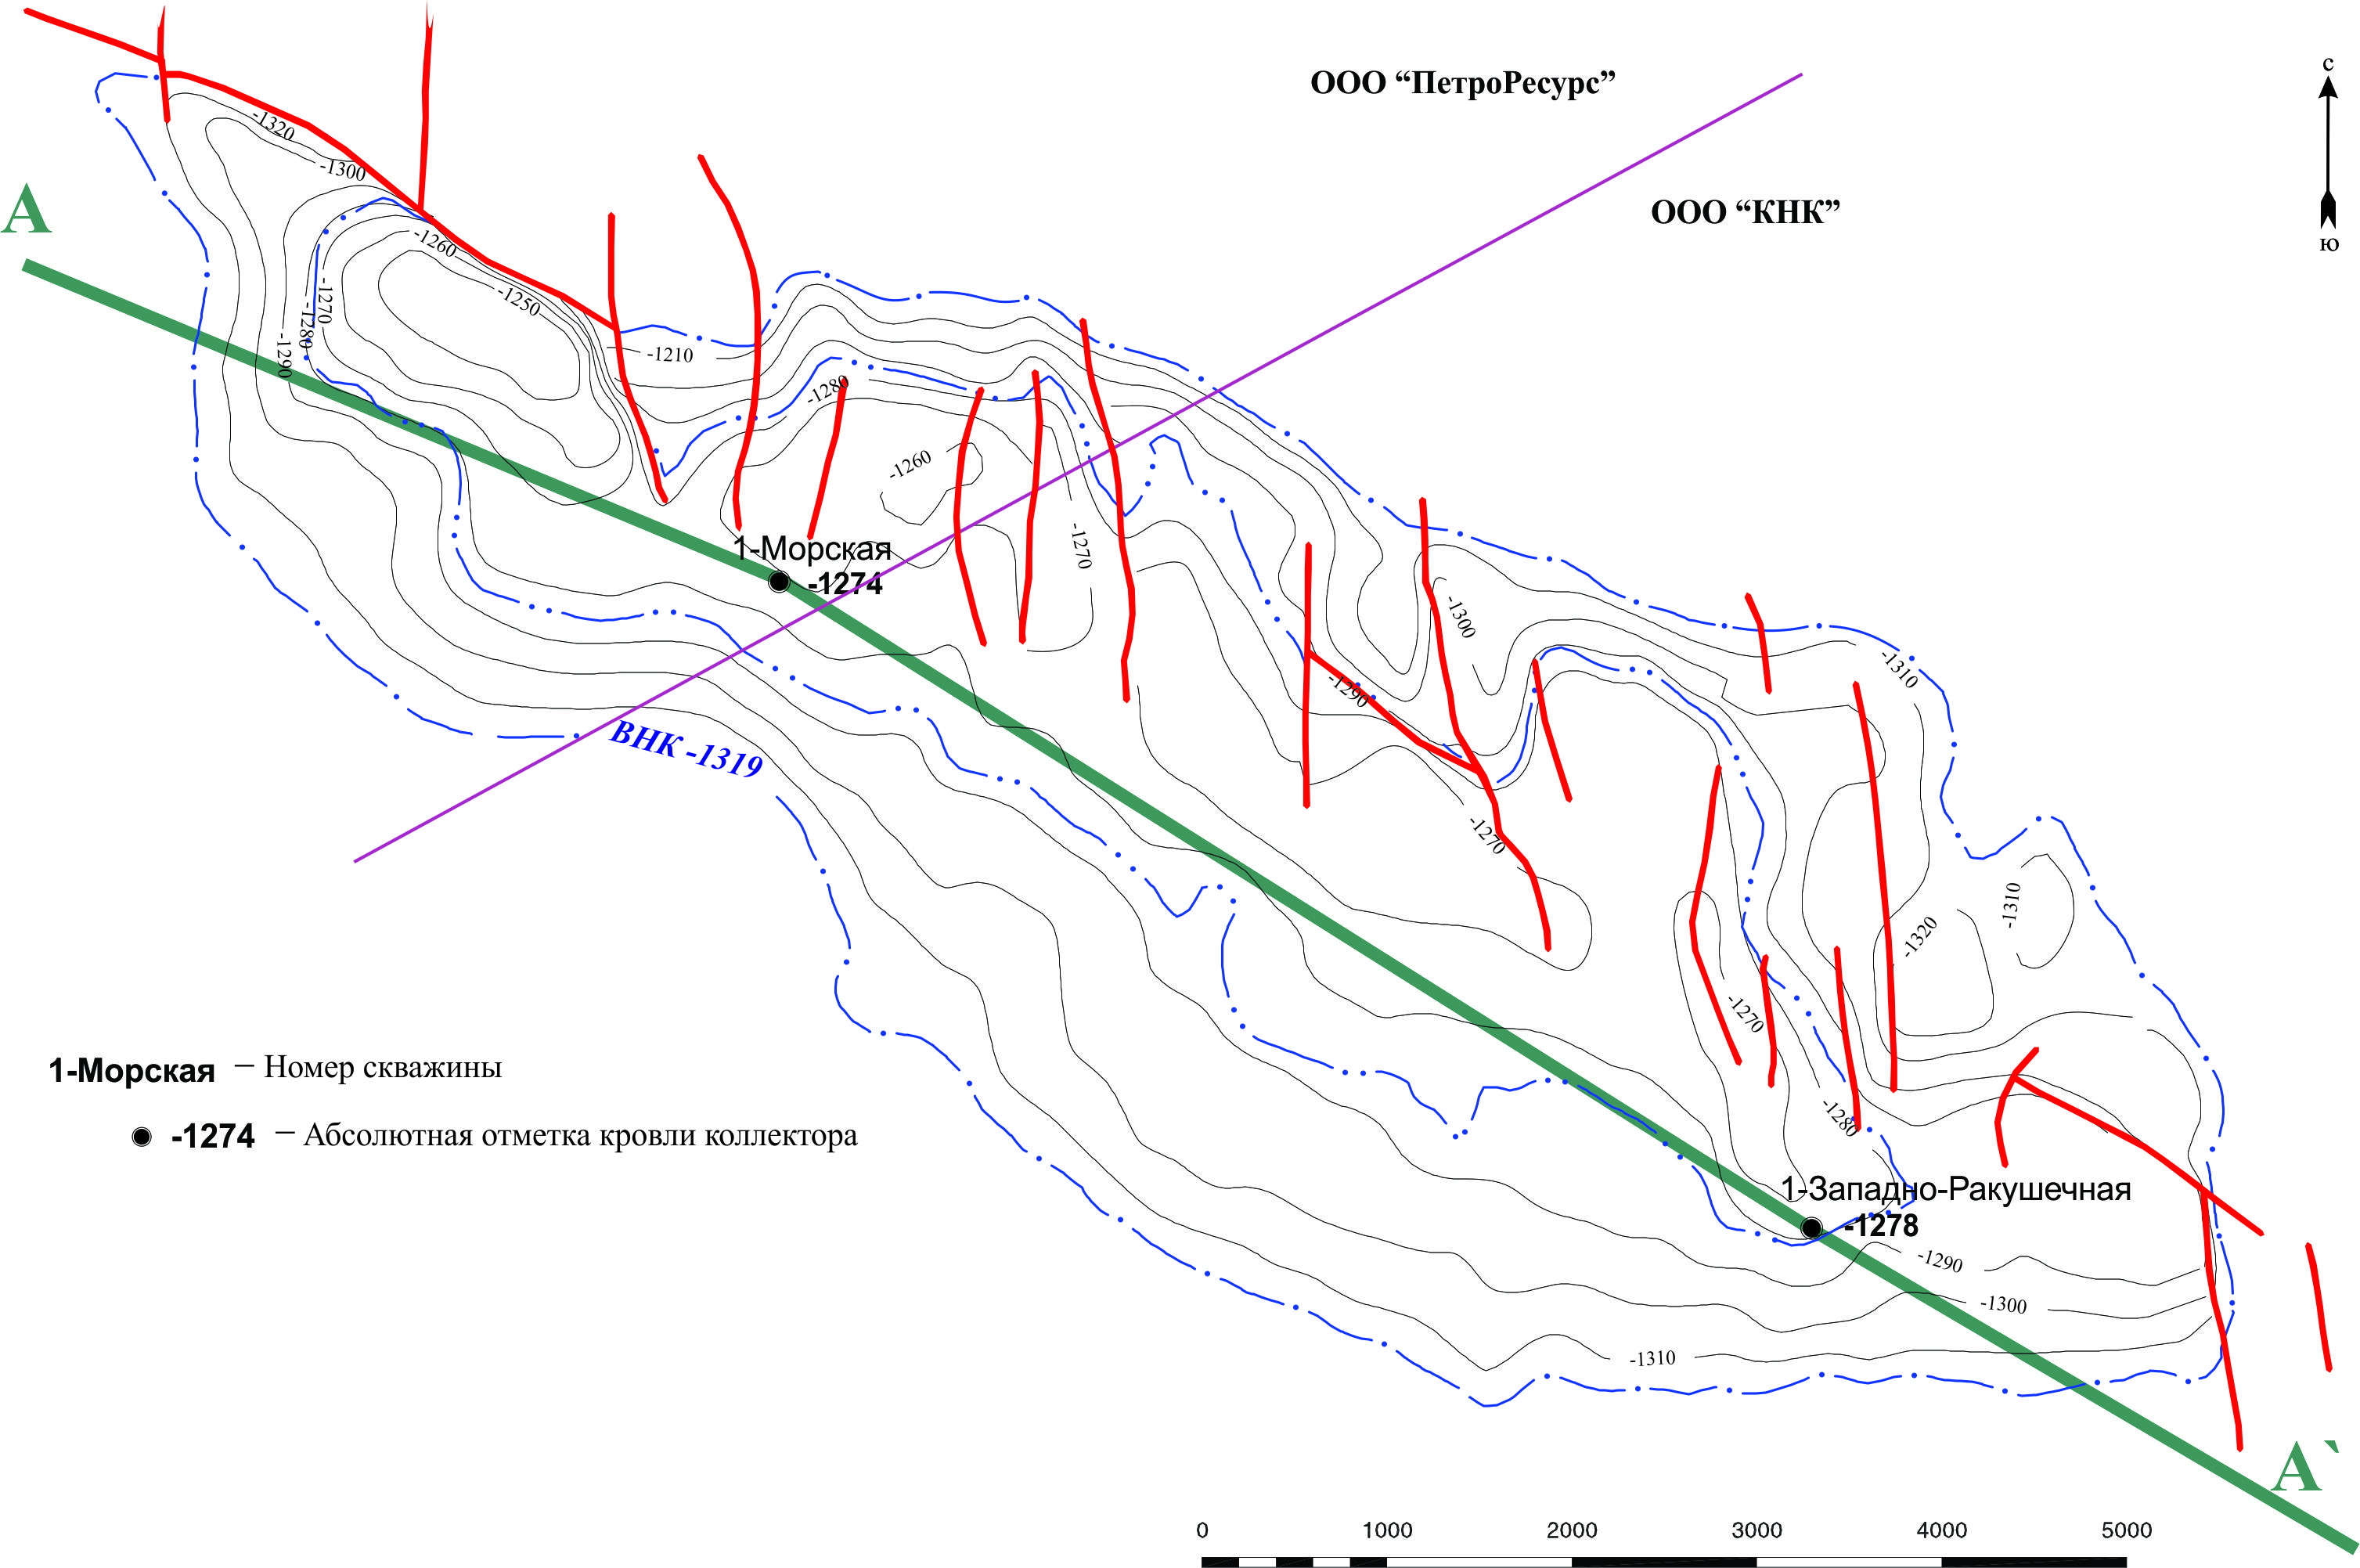 ООО “ПетроРесурс”
с
ООО “КНК”
ю
А
-1320
-1300
-1260
-1250
-1270
-1280
-1290
-1210
-1280
-1260
-1270
1-Морская
-1274
-1300
-1290
-1310
ВНК -1319
-1270
-1310
-1320
-1270
-1280
1-Морская – Номер скважины
-1274 – Абсолютная отметка кровли коллектора
1-Западно-Ракушечная
-1278
-1290
-1300
-1310
А`
0 1000 2000 3000 4000 5000